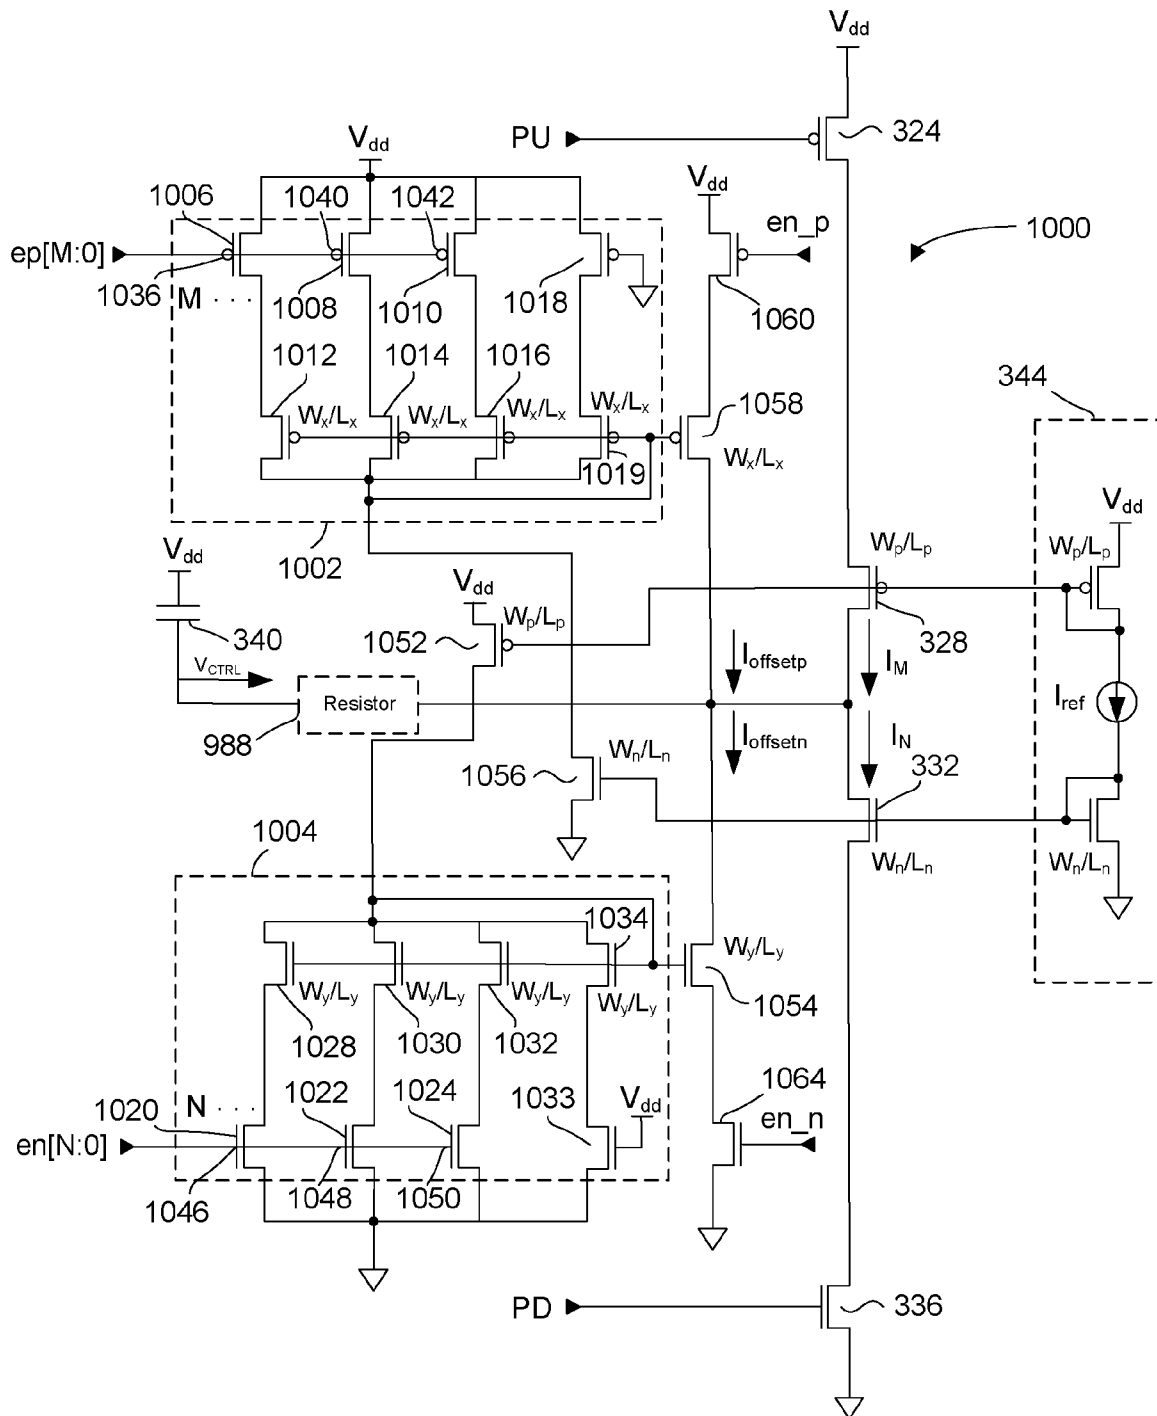 Vdd
PU
324
Vdd
Vdd
1006
1040
1042
en_p
1000
ep[M:0]
1036
M . . .
1008
1010
1018
1060
1012
1014
1016
344
Wx/Lx
Wx/Lx
Wx/Lx
Wx/Lx
1058
1019
Wx/Lx
Vdd
Vdd
1002
Wp/Lp
Wp/Lp
Vdd
Wp/Lp
340
1052
328
VCTRL
Ioffsetp
IM
Resistor
Iref
988
Ioffsetn
IN
Wn/Ln
332
1056
1004
Wn/Ln
Wn/Ln
1034
Wy/Ly
Wy/Ly
Wy/Ly
Wy/Ly
Wy/Ly
1054
1028
1030
1032
1022
1024
1033
1064
N . . .
Vdd
1020
en_n
en[N:0]
1046
1048
1050
PD
336